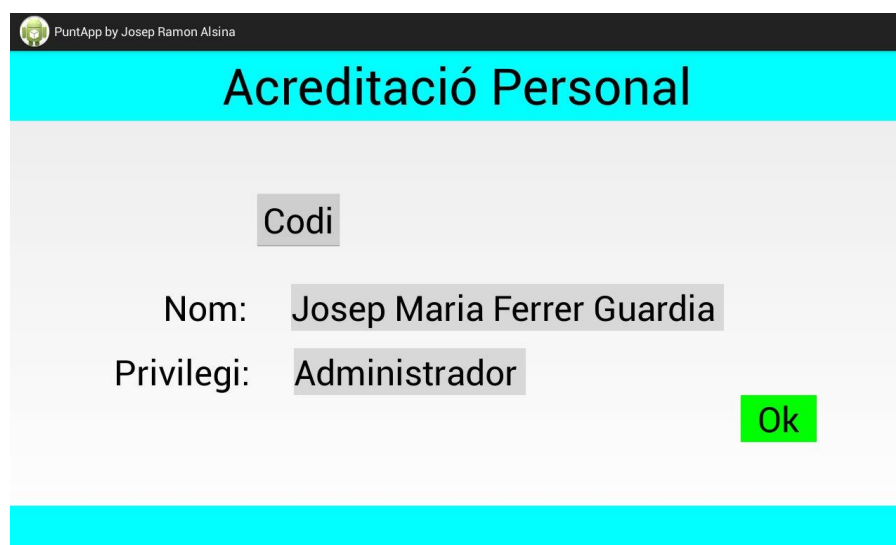 PuntApp by Josep Ramon Alsina
Acreditació Personal
Codi
Nom: Josep Maria Ferrer Guardia
Privilegi: Administrador
Ok